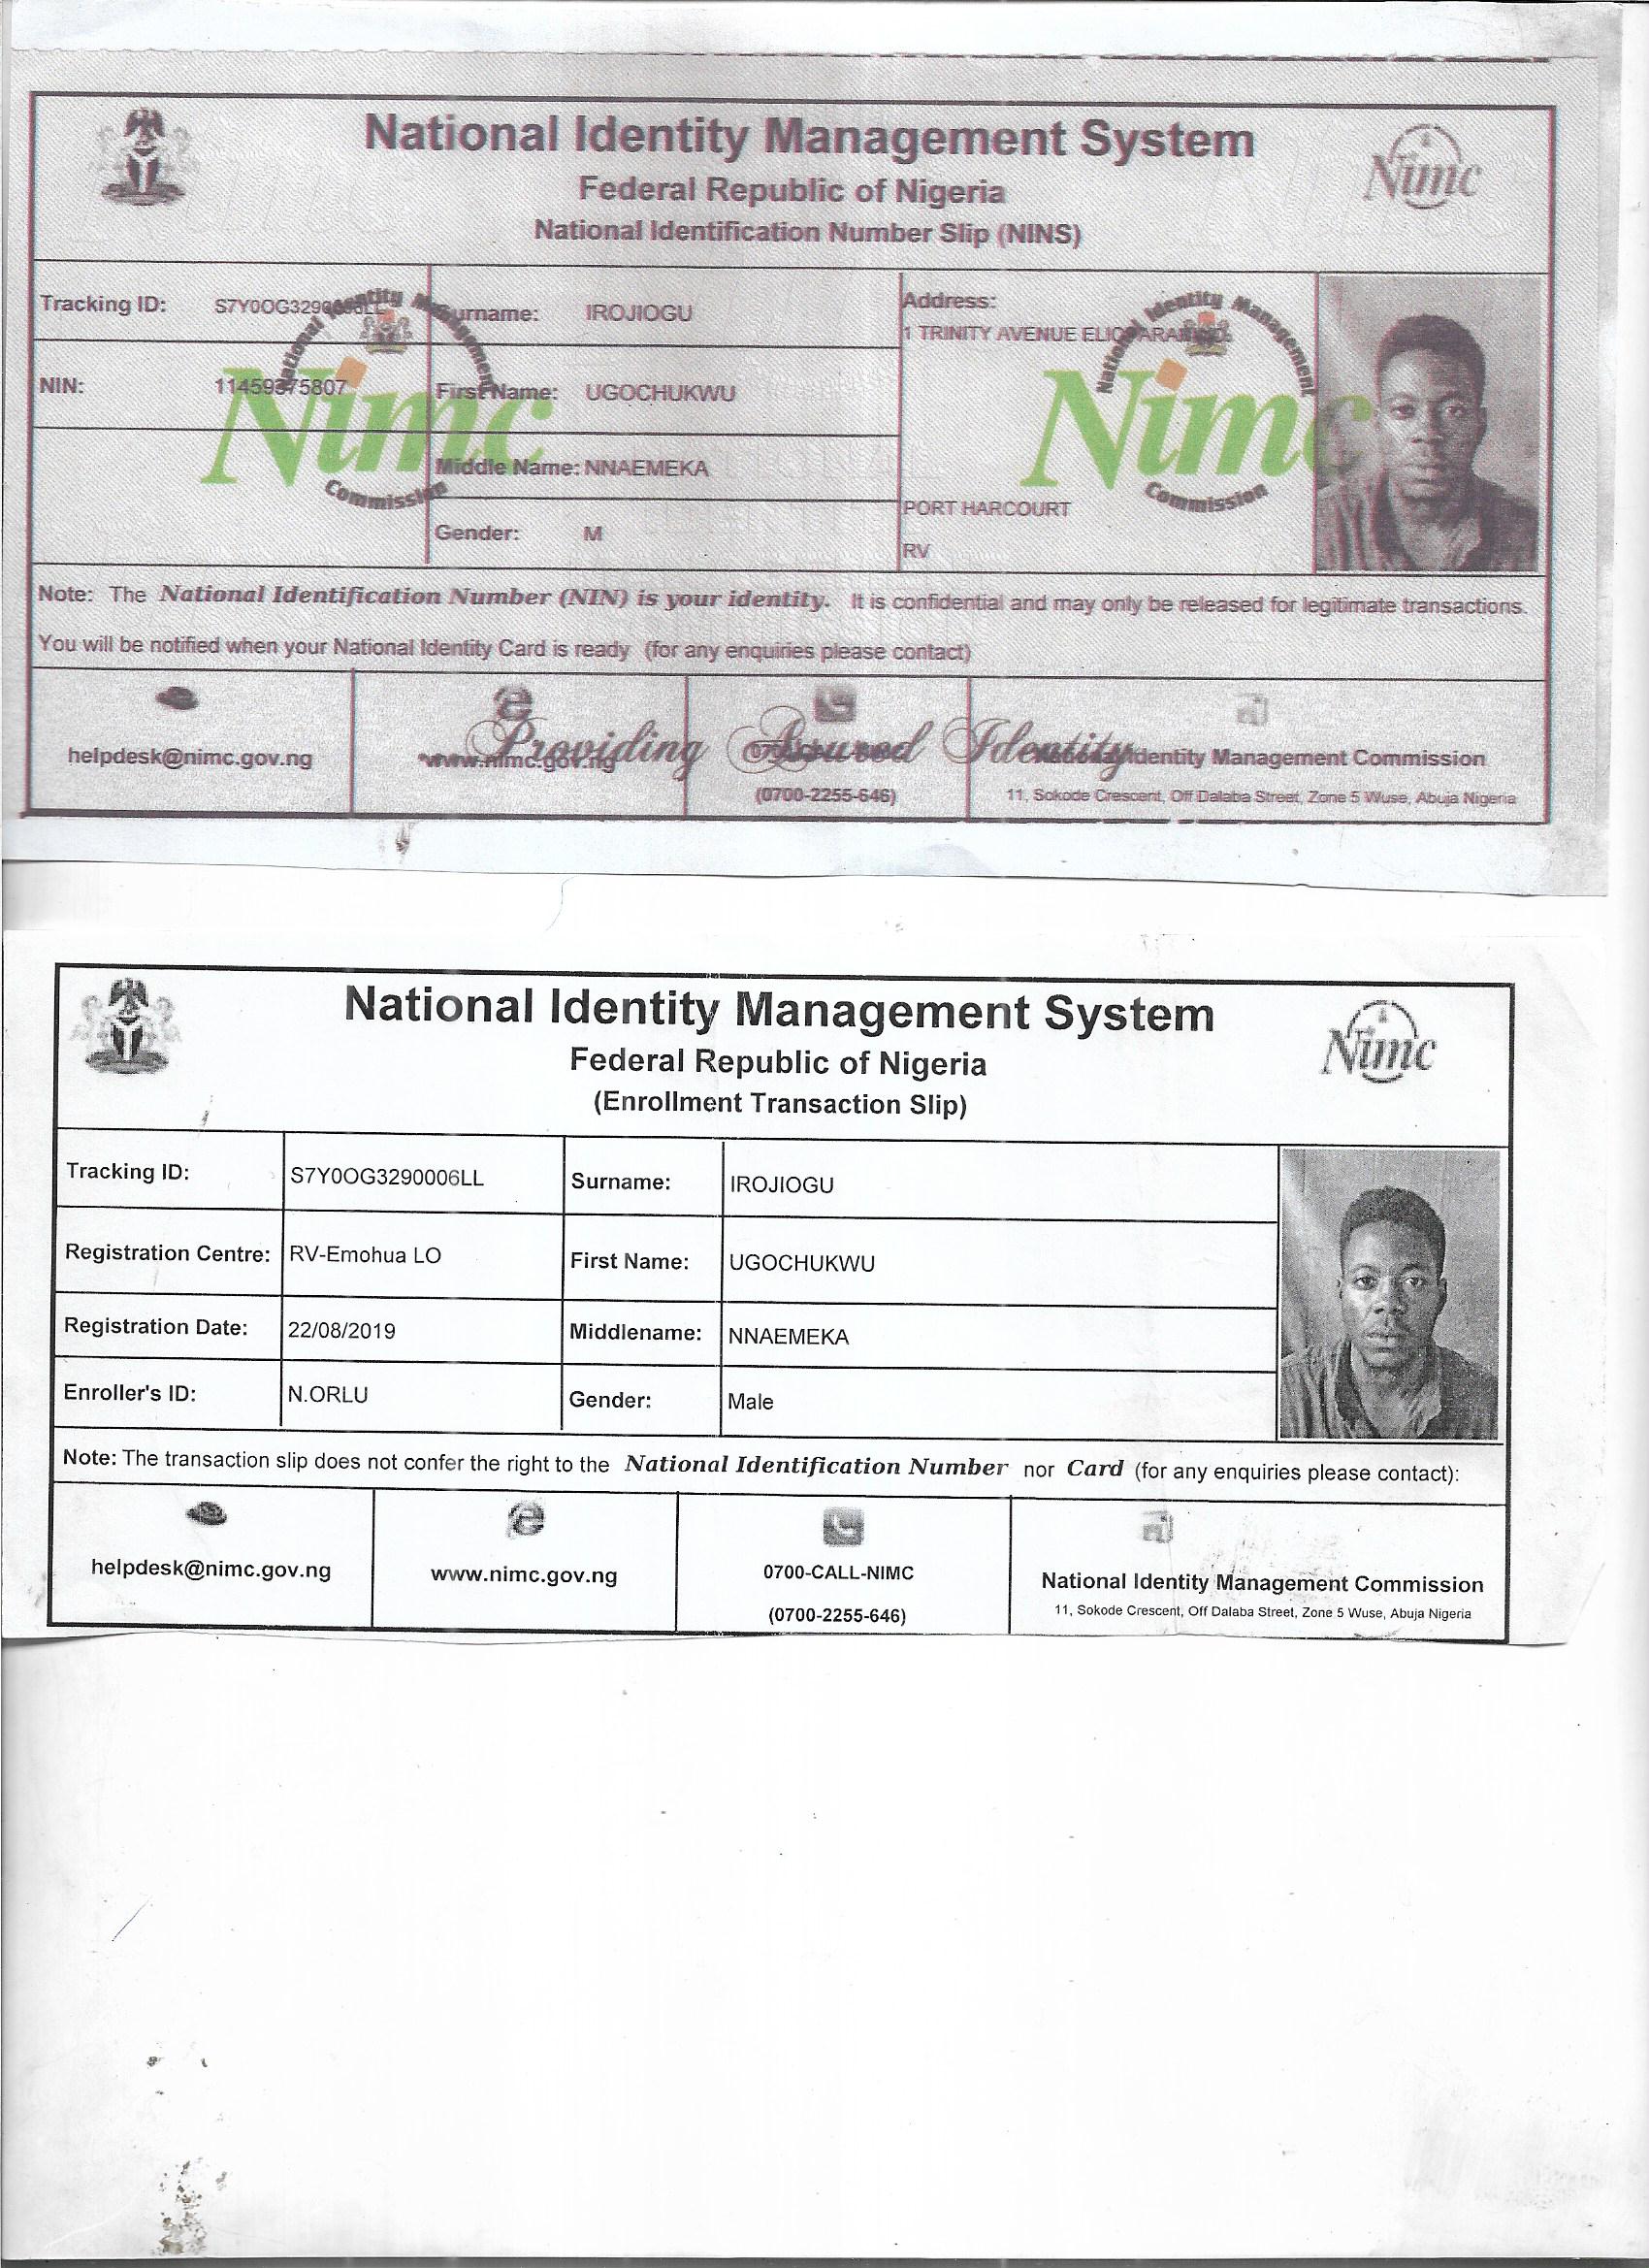 National Identity Management System
Federal Republic of Nigeria
National Identification Number Slip (NINS)
Nimc
Tracking ID:
Surname: IROJIOGU
Address:
1 TRINITY AVENUE
NIN: 11459375807
First Name: UGOCHUKWU
Middle Name: NNAEMEKA
Gender: M
PORT HARCOURT
RV
National Identity Management
Nimc
Commission
National Identity Management
Nimc
Commission
Note: The National Identification Number (NIN) is your identity. It is confidential and may only be released for legitimate transactions.
You will be notified when your National Identity Card is ready (for any enquiries please contact)
Providing Assured Identity
helpdesk@nimc.gov.ng
www.nimc.gov.ng
(0700-2255-646)
Identity Management Commission
11, Sokode Crescent, Off Dalaba Street, Zone 5 Wuse, Abuja Nigeria
National Identity Management System
Federal Republic of Nigeria
(Enrollment Transaction Slip)
Nimc
Tracking ID: S7Y0OG3290006LL Surname: IROJIOGU
Registration Centre: RV-Emohua LO First Name: UGOCHUKWU
Registration Date: 22/08/2019 Middlename: NNAEMEKA
Enroller's ID: N.ORLU Gender: Male
Note: The transaction slip does not confer the right to the National Identification Number nor Card (for any enquiries please contact):
helpdesk@nimc.gov.ng
www.nimc.gov.ng
0700-CALL-NIMC
(0700-2255-646)
National Identity Management Commission
11, Sokode Crescent, Off Dalaba Street, Zone 5 Wuse, Abuja Nigeria